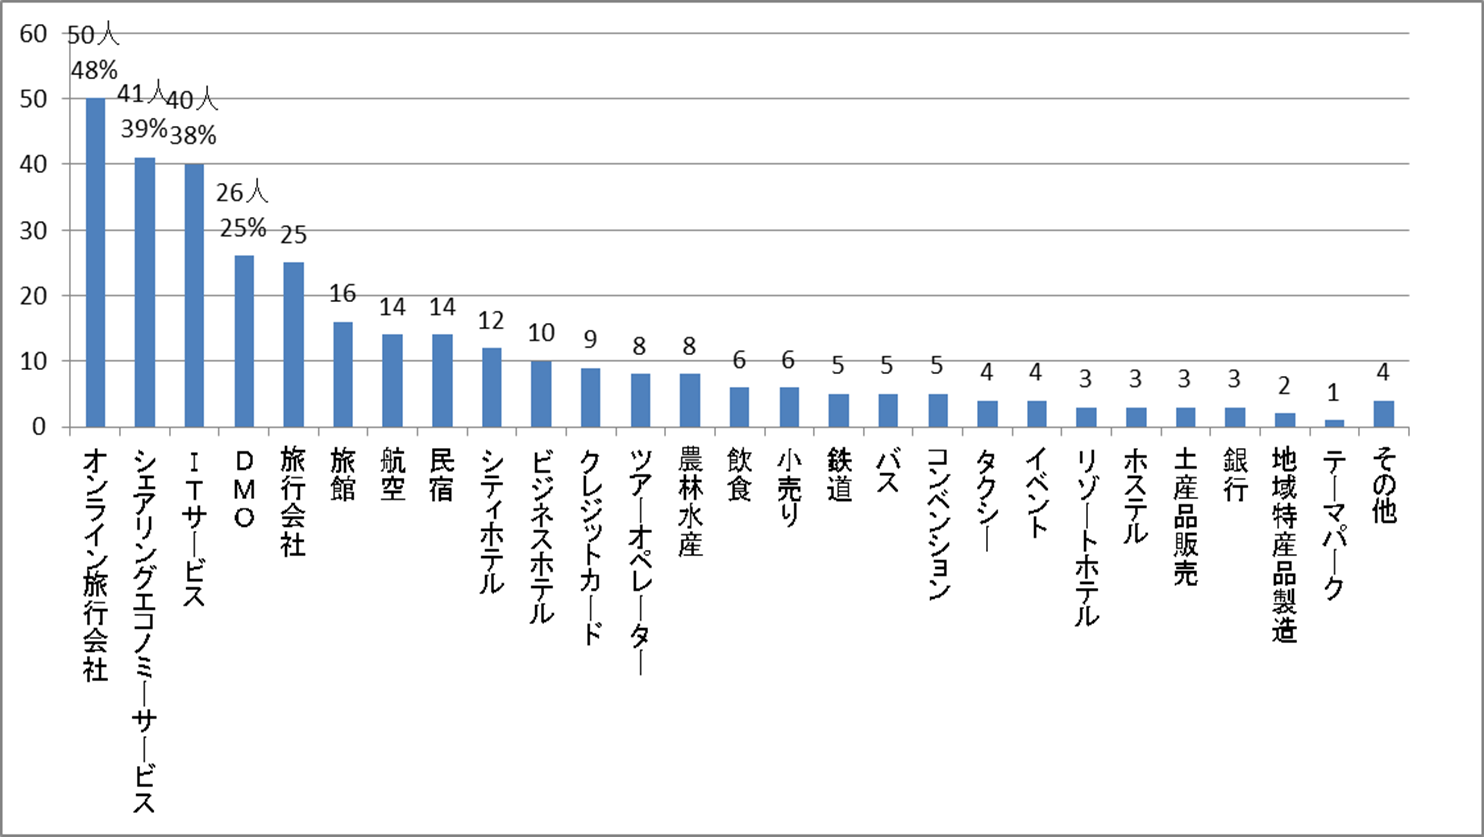 60
50
40
30
20
10
0
50人
48%
41人
39%
40人
38%
26人
25%
25
16
14
14
12
10
9
8
8
6
6
5
5
5
4
4
3
3
3
3
2
1
4
オンライン旅行会社
シェアリングエコノミーサービス
ITサービス
DMO
旅行会社
旅館
航空
民宿
シティホテル
ビジネスホテル
クレジットカード
ツアーオペレーター
農林水産
飲食
小売り
鉄道
バス
コンベンション
タクシー
イベント
リゾートホテル
ホステル
土産品販売
銀行
地域特産品製造
テーマパーク
その他